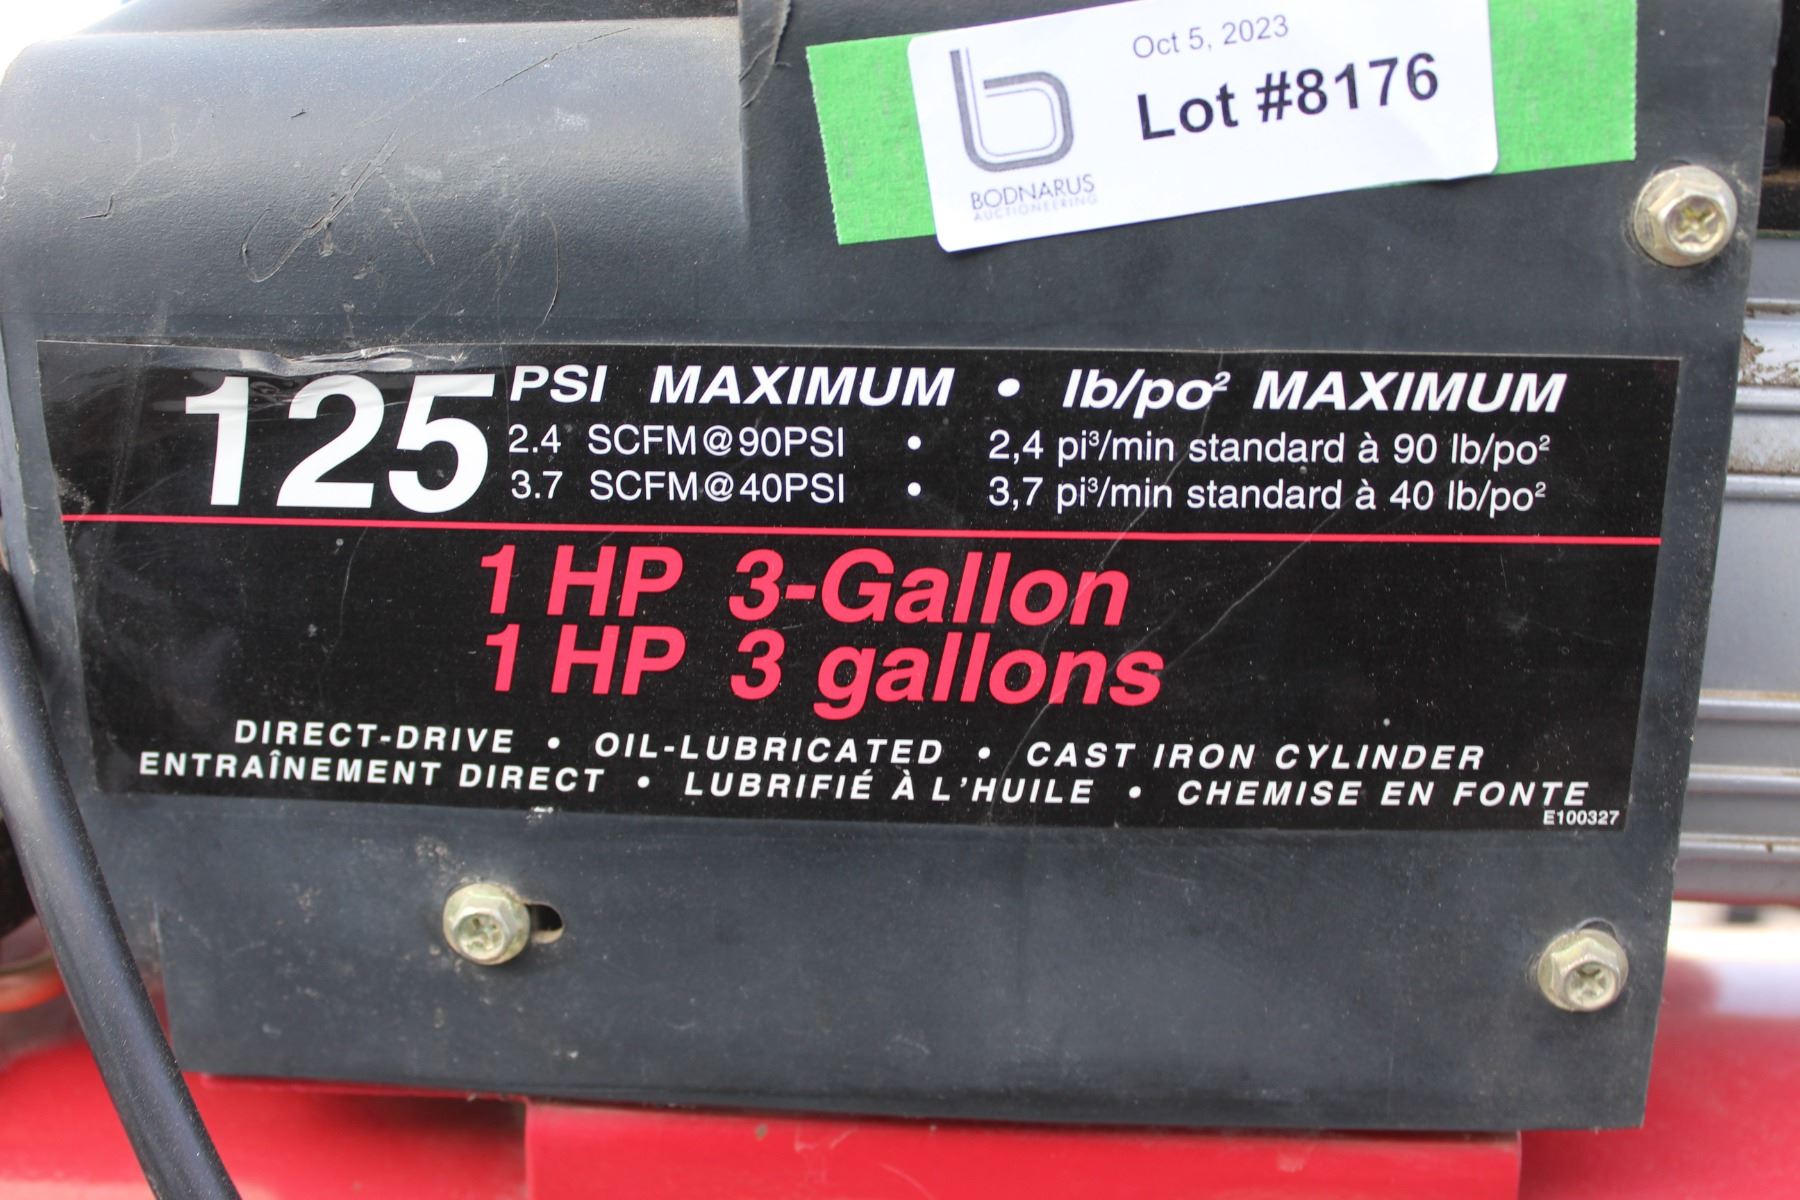 Oct 5, 2023
Lot #8176
BODNARUS
AUCTIONEERING
125 PSI MAXIMUM • lb/po² MAXIMUM
2.4 SCFM@90PSI • 2,4 pi³/min standard à 90 lb/po²
3.7 SCFM@40PSI • 3,7 pi³/min standard à 40 lb/po²
1 HP 3-Gallon
1 HP 3 gallons
DIRECT-DRIVE • OIL-LUBRICATED • CAST IRON CYLINDER
ENTRAÎNEMENT DIRECT • LUBRIFIÉ À L'HUILE • CHEMISE EN FONTE
E100327